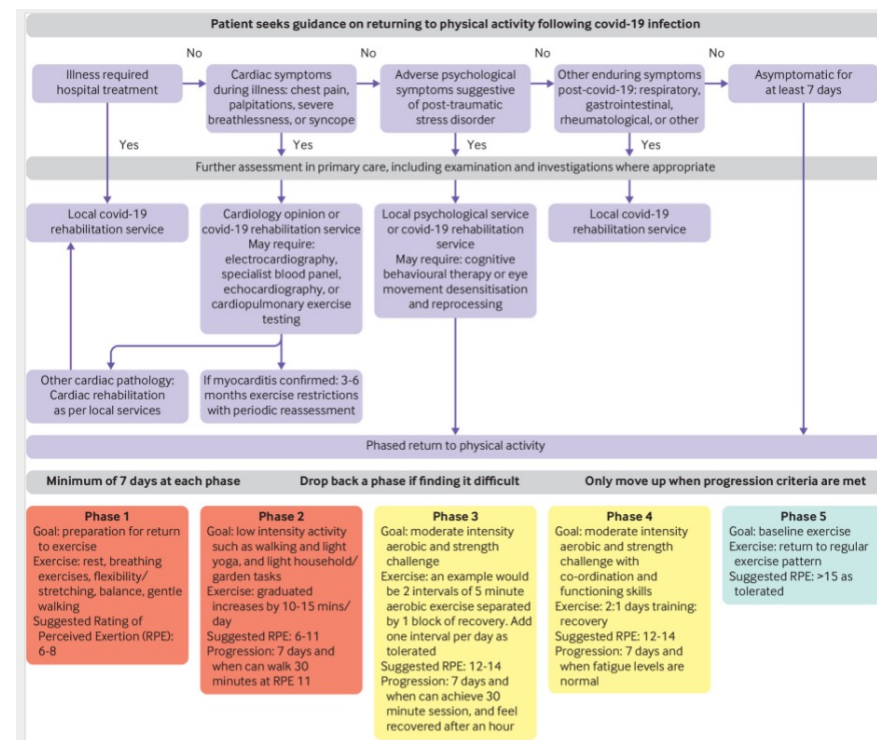 Patient seeks guidance on returning to physical activity following covid-19 infection
No
No
No
No
Illness required
hospital treatment
Cardiac symptoms
during illness: chest pain,
palpitations, severe
breathlessness, or syncope
Adverse psychological
symptoms suggestive
of post-traumatic
stress disorder
Other enduring symptoms
post-covid-19: respiratory,
gastrointestinal,
rheumatological, or other
Asymptomatic for
at least 7 days
Yes
Yes
Yes
Yes
Further assessment in primary care, including examination and investigations where appropriate
Local covid-19
rehabilitation service
Cardiology opinion or
covid-19 rehabilitation service
May require:
electrocardiography,
specialist blood panel,
echocardiography, or
cardiopulmonary exercise
testing
Local psychological service
or covid-19 rehabilitation
service
May require: cognitive
behavioural therapy or eye
movement desensitisation
and reprocessing
Local covid-19
rehabilitation service
Other cardiac pathology:
Cardiac rehabilitation
as per local services
If myocarditis confirmed: 3-6
months exercise restrictions
with periodic reassessment
Phased return to physical activity
Minimum of 7 days at each phase
Drop back a phase if finding it difficult
Only move up when progression criteria are met
Phase 1
Goal: preparation for return
to exercise
Exercise: rest, breathing
exercises, flexibility/
stretching, balance, gentle
walking
Suggested Rating of
Perceived Exertion (RPE):
6-8
Phase 2
Goal: low intensity activity
such as walking and light
yoga, and light household/
garden tasks
Exercise: graduated
increases by 10-15 mins/
day
Suggested RPE: 6-11
Progression: 7 days and
when can walk 30
minutes at RPE 11
Phase 3
Goal: moderate intensity
aerobic and strength
challenge
Exercise: an example would
be 2 intervals of 5 minute
aerobic exercise separated
by 1 block of recovery. Add
one interval per day as
tolerated
Suggested RPE: 12-14
Progression: 7 days and
when can achieve 30
minute session, and feel
recovered after an hour
Phase 4
Goal: moderate intensity
aerobic and strength
challenge with
co-ordination and
functioning skills
Exercise: 2:1 days training:
recovery
Suggested RPE: 12-14
Progression: 7 days and
when fatigue levels are
normal
Phase 5
Goal: baseline exercise
Exercise: return to regular
exercise pattern
Suggested RPE: >15 as
tolerated